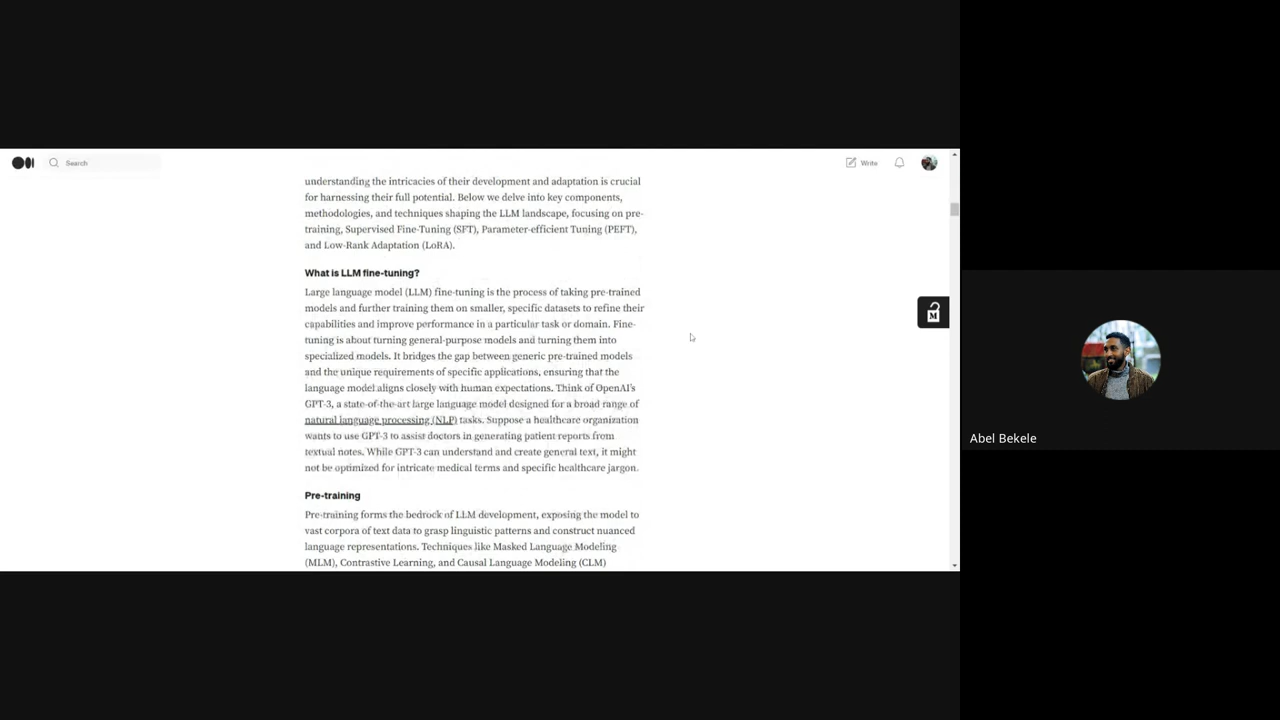 Search
Write
understanding the intricacies of their development and adaptation is crucial
for harnessing their full potential. Below we delve into key components,
methodologies, and techniques shaping the LLM landscape, focusing on pre-
training, Supervised Fine-Tuning (SFT), Parameter-efficient Tuning (PEFT),
and Low-Rank Adaptation (LoRA).
What is LLM fine-tuning?
Large language model (LLM) fine-tuning is the process of taking pre-trained
models and further training them on smaller, specific datasets to refine their
capabilities and improve performance in a particular task or domain. Fine-
tuning is about turning general-purpose models and turning them into
specialized models. It bridges the gap between generic pre-trained models
and the unique requirements of specific applications, ensuring that the
language model aligns closely with human expectations. Think of OpenAI's
GPT-3, a state-of-the-art large language model designed for a broad range of
natural language processing (NLP) tasks. Suppose a healthcare organization
wants to use GPT-3 to assist doctors in generating patient reports from
textual notes. While GPT-3 can understand and create general text, it might
not be optimized for intricate medical terms and specific healthcare jargon.
Pre-training
Pre-training forms the bedrock of LLM development, exposing the model to
vast corpora of text data to grasp linguistic patterns and construct nuanced
language representations. Techniques like Masked Language Modeling
(MLM), Contrastive Learning, and Causal Language Modeling (CLM)
M
Abel Bekele